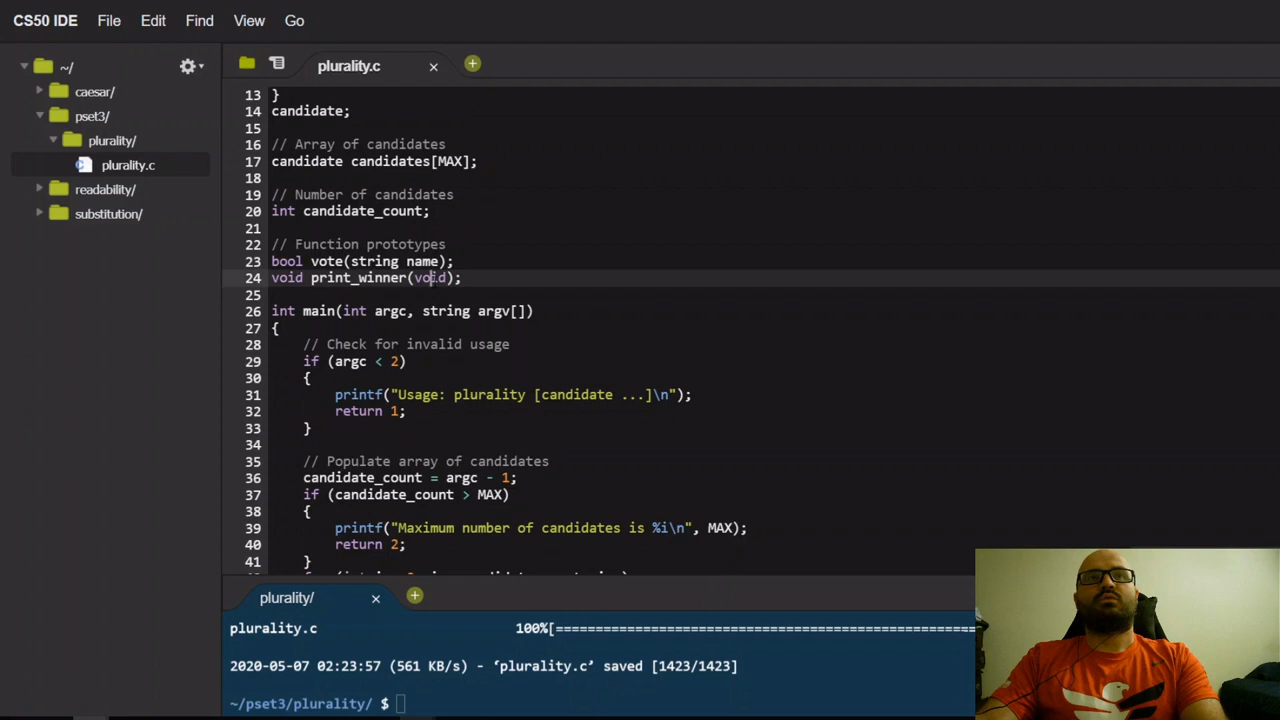 CS50 IDE File Edit Find View Go
~/
caesar/
pset3/
plurality/
plurality.c
readability/
substitution/
plurality.c
13 }
14 candidate;
15
16 // Array of candidates
17 candidate candidates[MAX];
18
19 // Number of candidates
20 int candidate_count;
21
22 // Function prototypes
23 bool vote(string name);
24 void print_winner(void);
25
26 int main(int argc, string argv[])
27 {
28 // Check for invalid usage
29 if (argc < 2)
30 {
31 printf("Usage: plurality [candidate ...]\n");
32 return 1;
33 }
34
35 // Populate array of candidates
36 candidate_count = argc - 1;
37 if (candidate_count > MAX)
38 {
39 printf("Maximum number of candidates is %i\n", MAX);
40 return 2;
41 }
plurality/
plurality.c 100%[=====================================================
2020-05-07 02:23:57 (561 KB/s) - ‘plurality.c’ saved [1423/1423]
~/pset3/plurality/ $